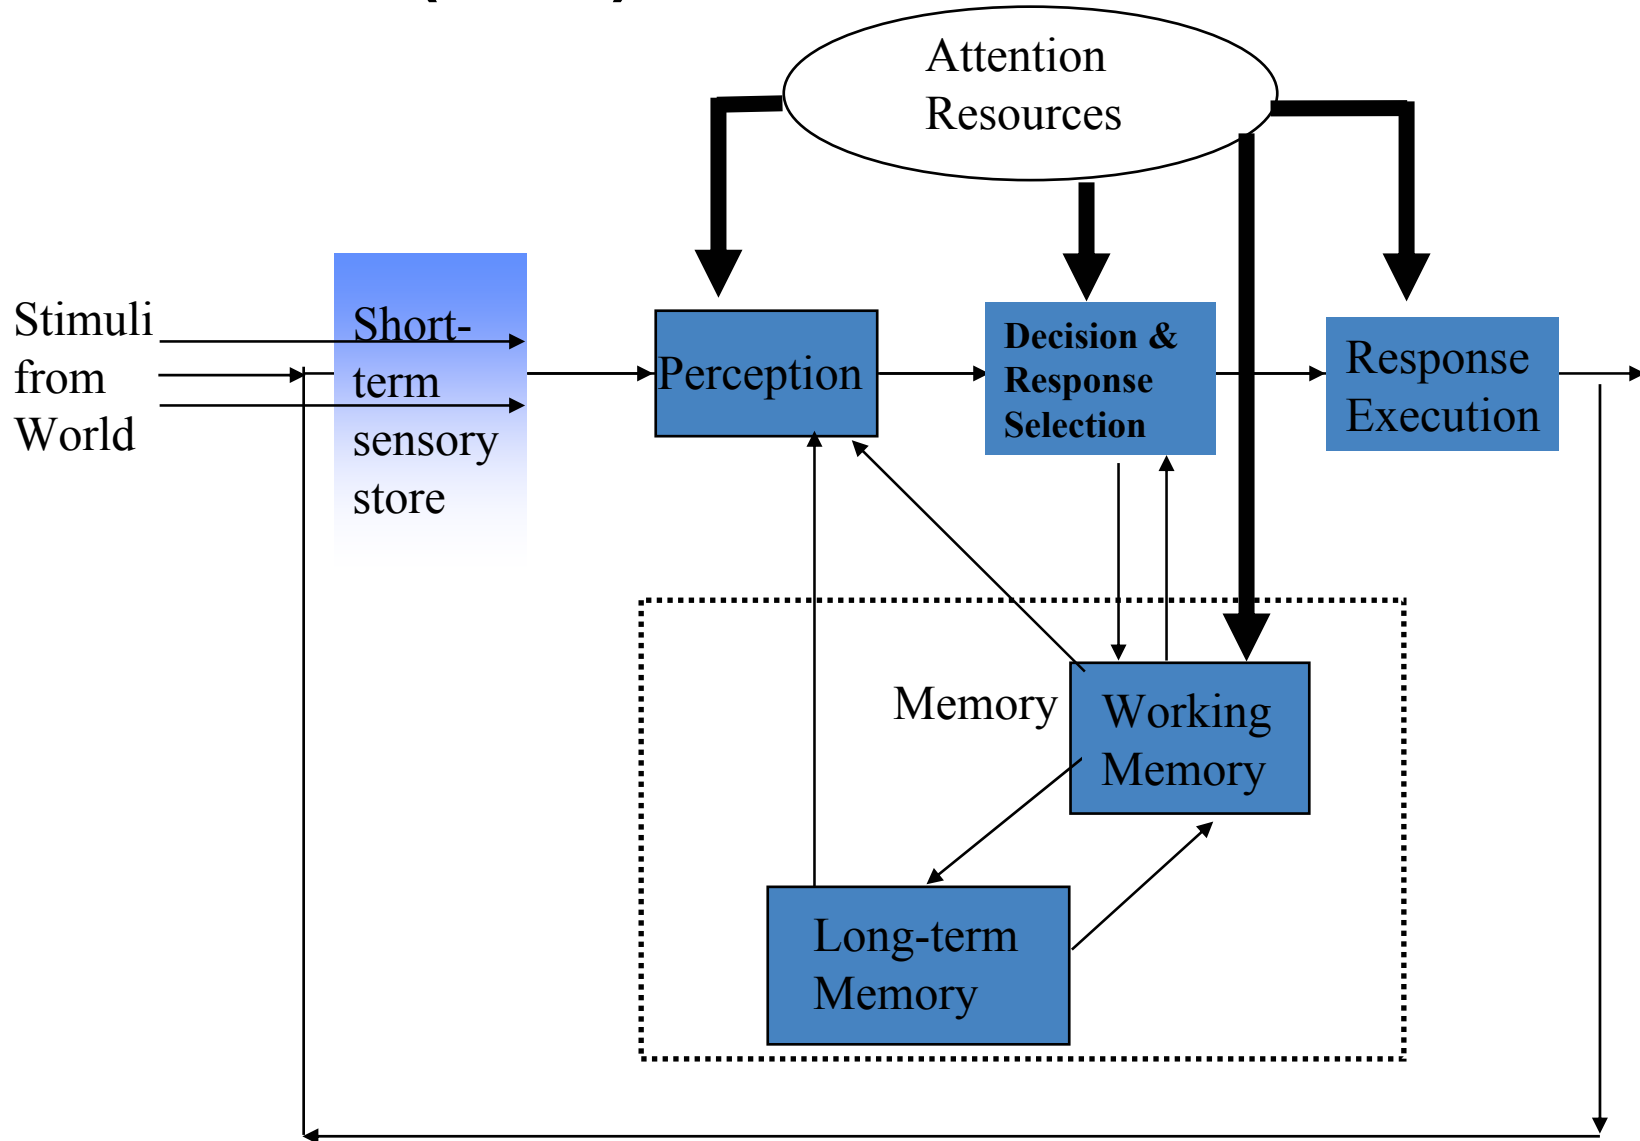 Attention
Resources
Stimuli
from
World
Short-
term
sensory
store
Perception
Decision &
Response
Selection
Response
Execution
Memory
Working
Memory
Long-term
Memory